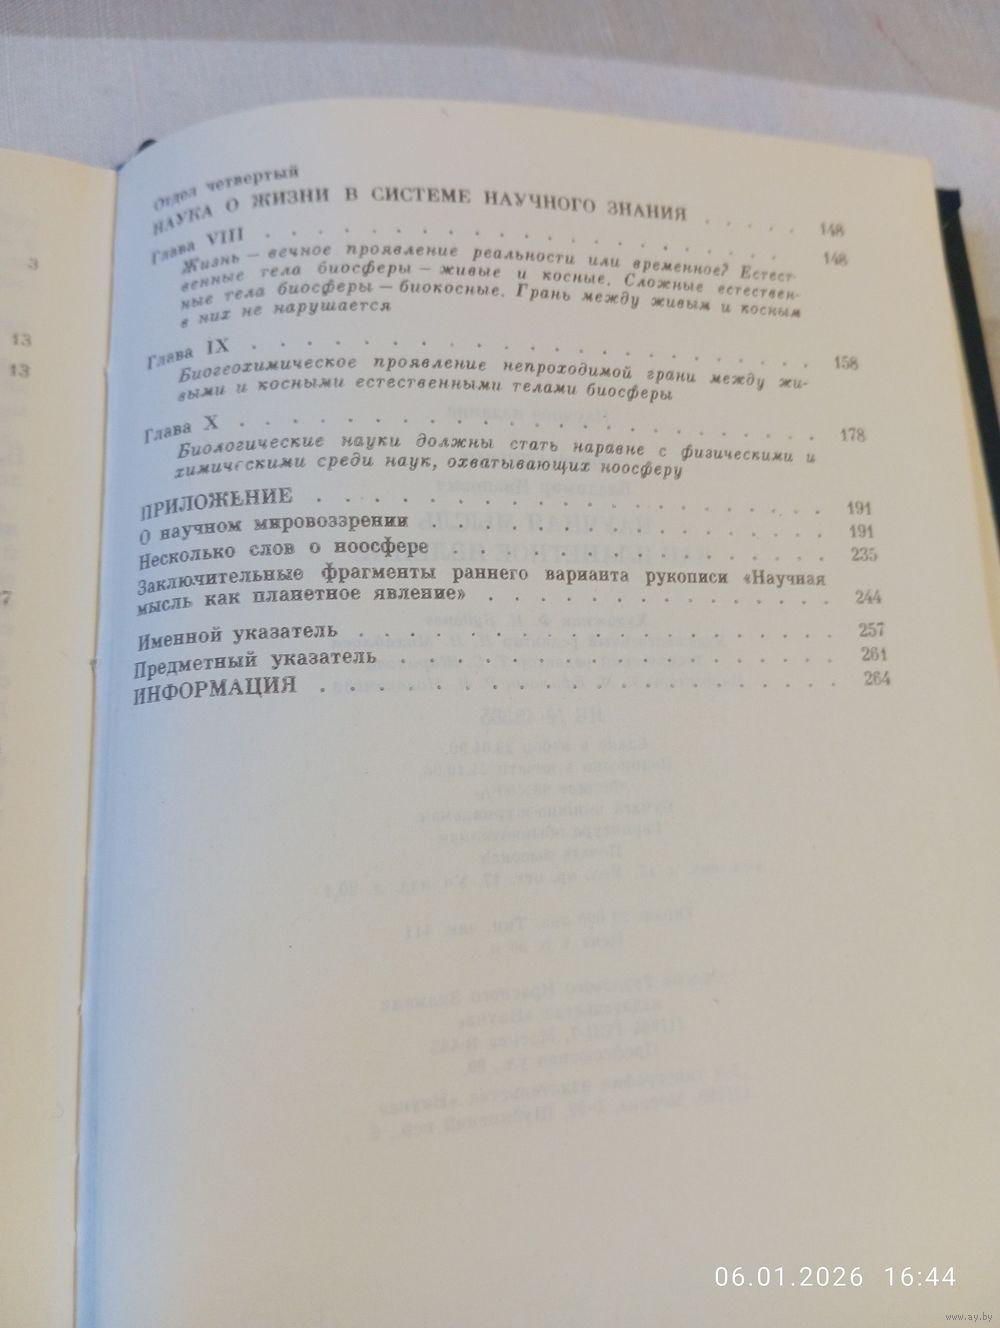 Отдел четвертый
НАУКА О ЖИЗНИ В СИСТЕМЕ НАУЧНОГО ЗНАНИЯ . . . . . 148
Глава VIII . . . . . . . . . . . . . 148
Жизнь — вечное проявление реальности или временное? Естест-
венные тела биосферы — живые и косные. Сложные естествен-
ные тела биосферы — биокосные. Грань между живым и косным
в них не нарушается
Глава IX . . . . . . . . . . . . . 158
Биогеохимическое проявление непроходимой грани между жи-
выми и косными естественными телами биосферы
Глава X . . . . . . . . . . . . . 178
Биологические науки должны стать наравне с физическими и
химическими среди наук, охватывающих ноосферу
ПРИЛОЖЕНИЕ . . . . . . . . . . . . 191
О научном мировоззрении . . . . . . . . . 191
Несколько слов о ноосфере . . . . . . . . . 235
Заключительные фрагменты раннего варианта рукописи «Научная
мысль как планетное явление» . . . . . . . . 244
Именной указатель . . . . . . . . . . . 257
Предметный указатель . . . . . . . . . . 261
ИНФОРМАЦИЯ . . . . . . . . . . . . 264
3
13
13
7
06.01.2026 16:44
www.ay.by